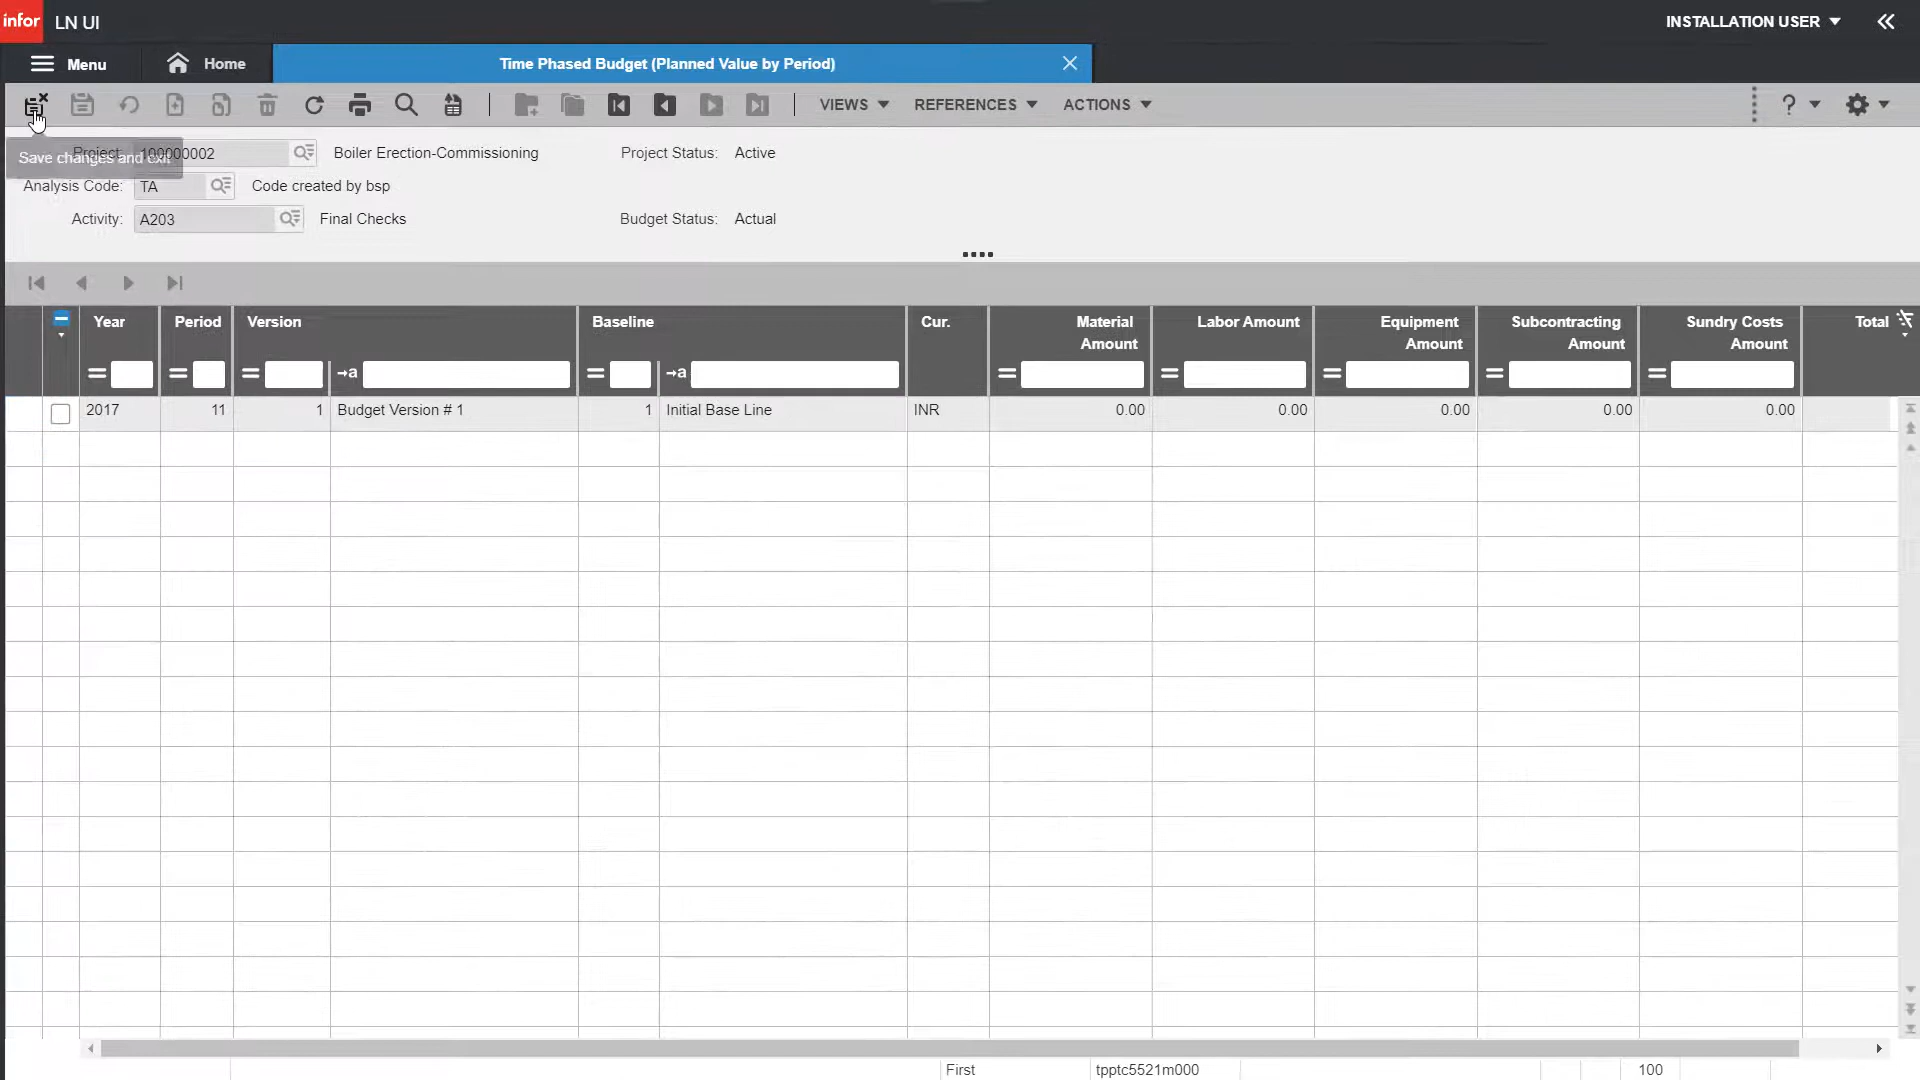 infor LN UI INSTALLATION USER
Menu Home Time Phased Budget (Planned Value by Period)
VIEWS REFERENCES ACTIONS ?
Save changes and exit
Project: 100000002 Boiler Erection-Commissioning Project Status: Active
Analysis Code: TA Code created by bsp
Activity: A203 Final Checks Budget Status: Actual
Year Period Version Baseline Cur. Material Amount Labor Amount Equipment Amount Subcontracting Amount Sundry Costs Amount Total
= = = →a = →a = = = = =
2017 11 1 Budget Version # 1 1 Initial Base Line INR 0.00 0.00 0.00 0.00 0.00
First tpptc5521m000 100